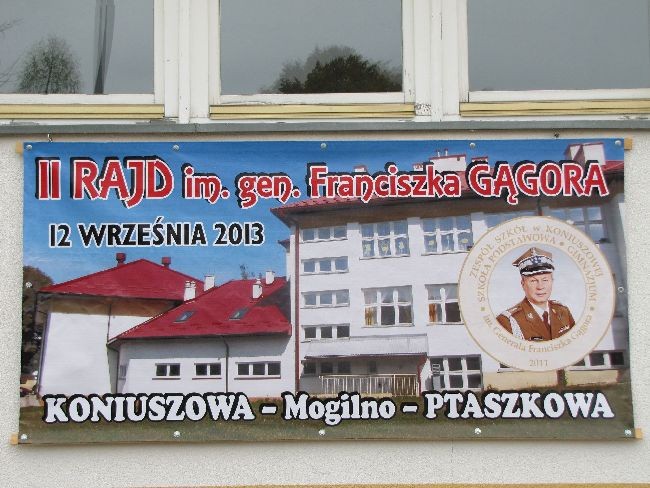 II RAJD im. gen. Franciszka GĄGORA
12 WRZEŚNIA 2013
ZESPÓŁ SZKÓŁ w KONIUSZOWEJ
SZKOŁA PODSTAWOWA * GIMNAZJUM
im. Generała Franciszka Gągora
2011
KONIUSZOWA - Mogilno - PTASZKOWA